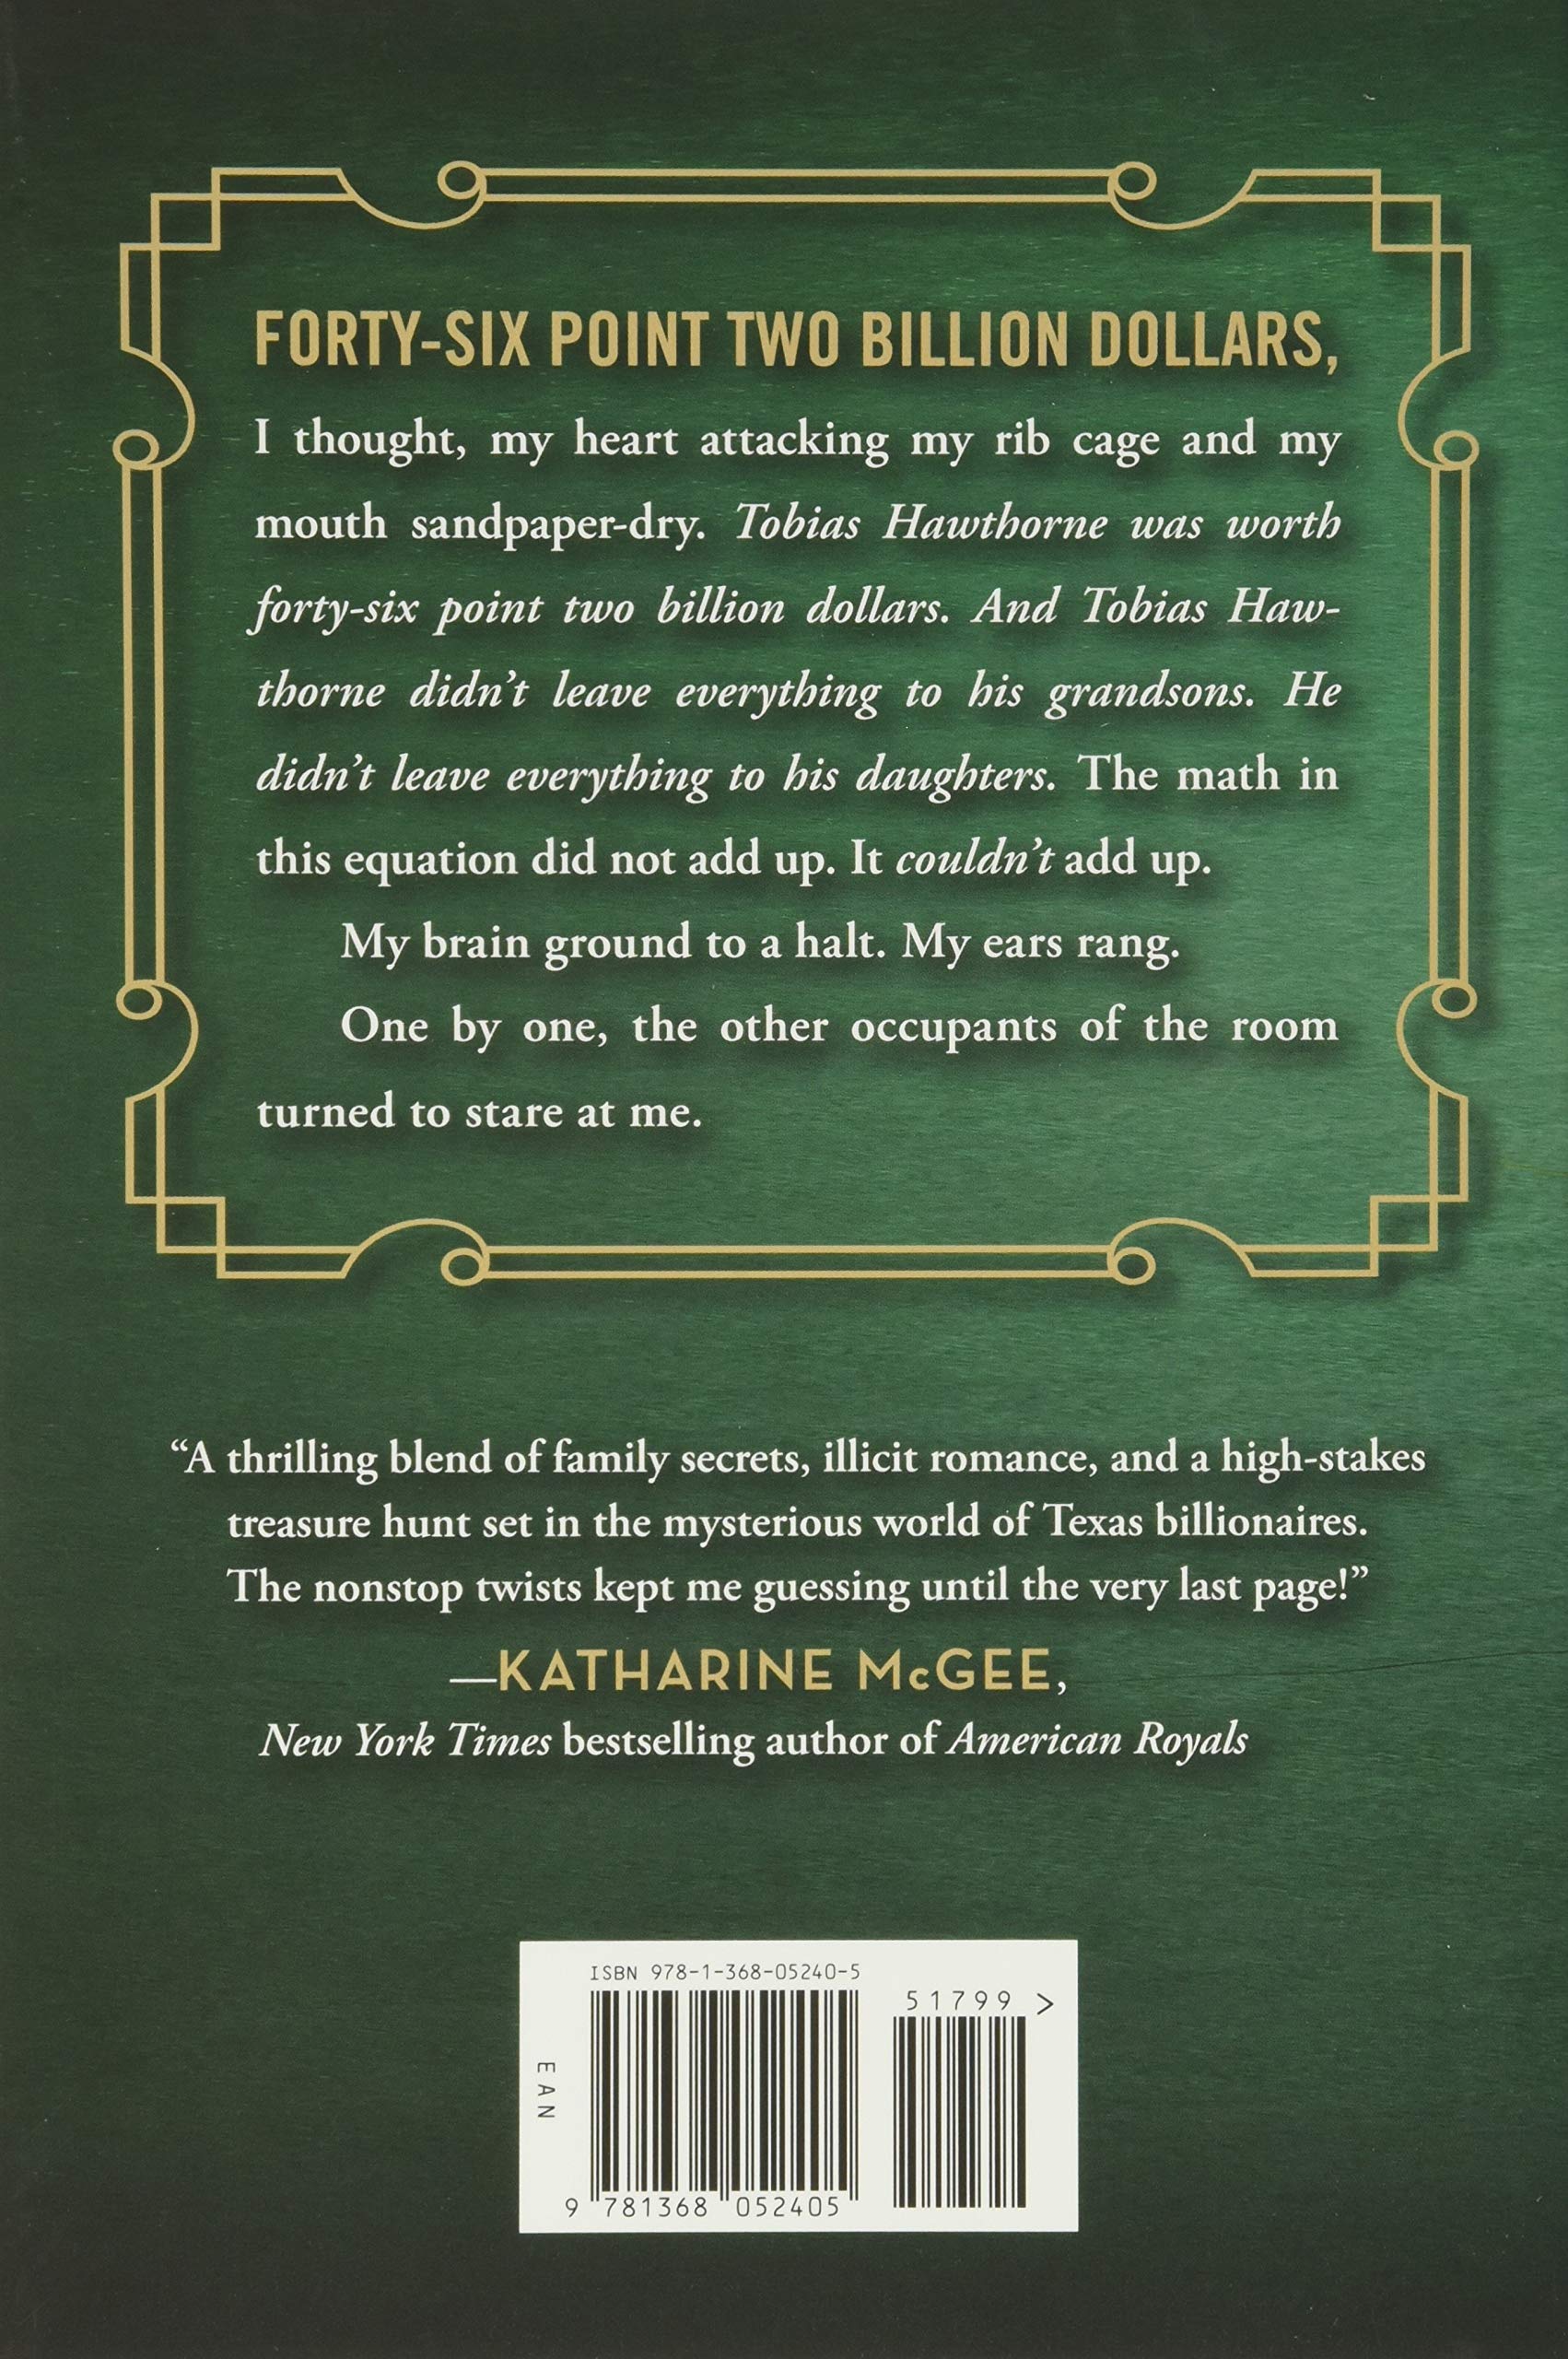 FORTY-SIX POINT TWO BILLION DOLLARS,
I thought, my heart attacking my rib cage and my
mouth sandpaper-dry. Tobias Hawthorne was worth
forty-six point two billion dollars. And Tobias Haw-
thorne didn’t leave everything to his grandsons. He
didn’t leave everything to his daughters. The math in
this equation did not add up. It couldn’t add up.
My brain ground to a halt. My ears rang.
One by one, the other occupants of the room
turned to stare at me.
“A thrilling blend of family secrets, illicit romance, and a high-stakes
treasure hunt set in the mysterious world of Texas billionaires.
The nonstop twists kept me guessing until the very last page!”
—KATHARINE McGEE,
New York Times bestselling author of American Royals
ISBN 978-1-368-05240-5
51799 >
EAN
9 781368 052405